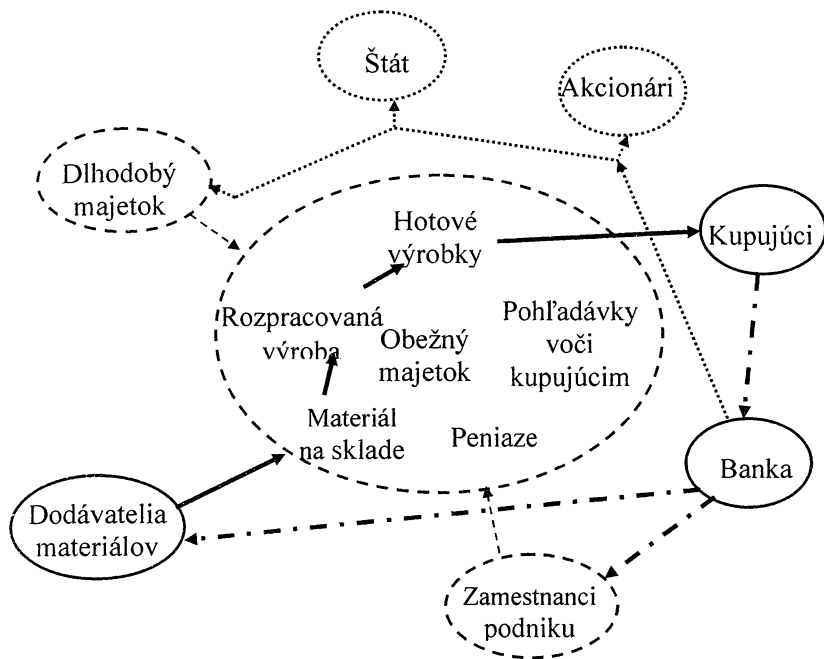 Štát
Akcionári
Dlhodobý
majetok
Hotové
výrobky
Kupujúci
Rozpracovaná
výroba
Obežný
majetok
Pohľadávky
voči
kupujúcim
Materiál
na sklade
Peniaze
Banka
Dodávatelia
materiálov
Zamestnanci
podniku